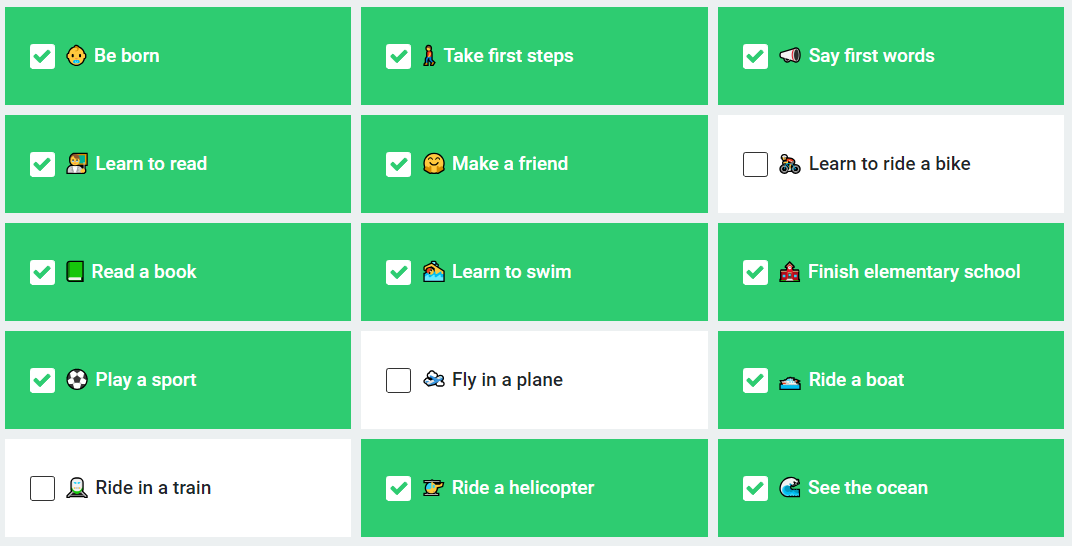 Be born
Take first steps
Say first words
Learn to read
Make a friend
Learn to ride a bike
Read a book
Learn to swim
Finish elementary school
Play a sport
Fly in a plane
Ride a boat
Ride in a train
Ride a helicopter
See the ocean